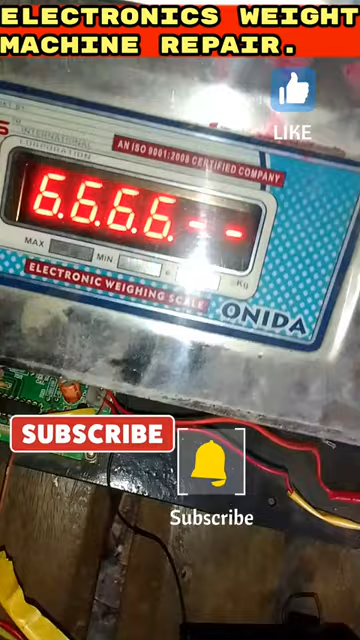 ELECTRONICS WEIGHT
MACHINE REPAIR.
LIKE
INTERNATIONAL
CORPORATION
AN ISO 9001:2008 CERTIFIED COMPANY
6.6.6.6.--
MAX
MIN
Kg
ELECTRONIC WEIGHING SCALE
ONIDA
SUBSCRIBE
Subscribe